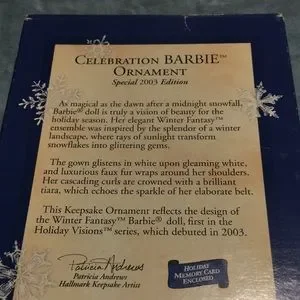 CELEBRATION BARBIE™
ORNAMENT
Special 2003 Edition
As magical as the dawn after a midnight snowfall,
Barbie® doll is truly a vision of beauty for the
holiday season. Her elegant Winter Fantasy™
ensemble was inspired by the splendor of a winter
landscape, where rays of sunlight transform
snowflakes into glittering gems.
The gown glistens in white upon gleaming white,
and luxurious faux fur wraps around her shoulders.
Her cascading curls are crowned with a brilliant
tiara, which echoes the sparkle of her elaborate belt.
This Keepsake Ornament reflects the design of
the Winter Fantasy™ Barbie® doll, first in the
Holiday Visions™ series, which debuted in 2003.
Patricia Andrews
Patricia Andrews
Hallmark Keepsake Artist
HOLIDAY
MEMORY CARD
ENCLOSED